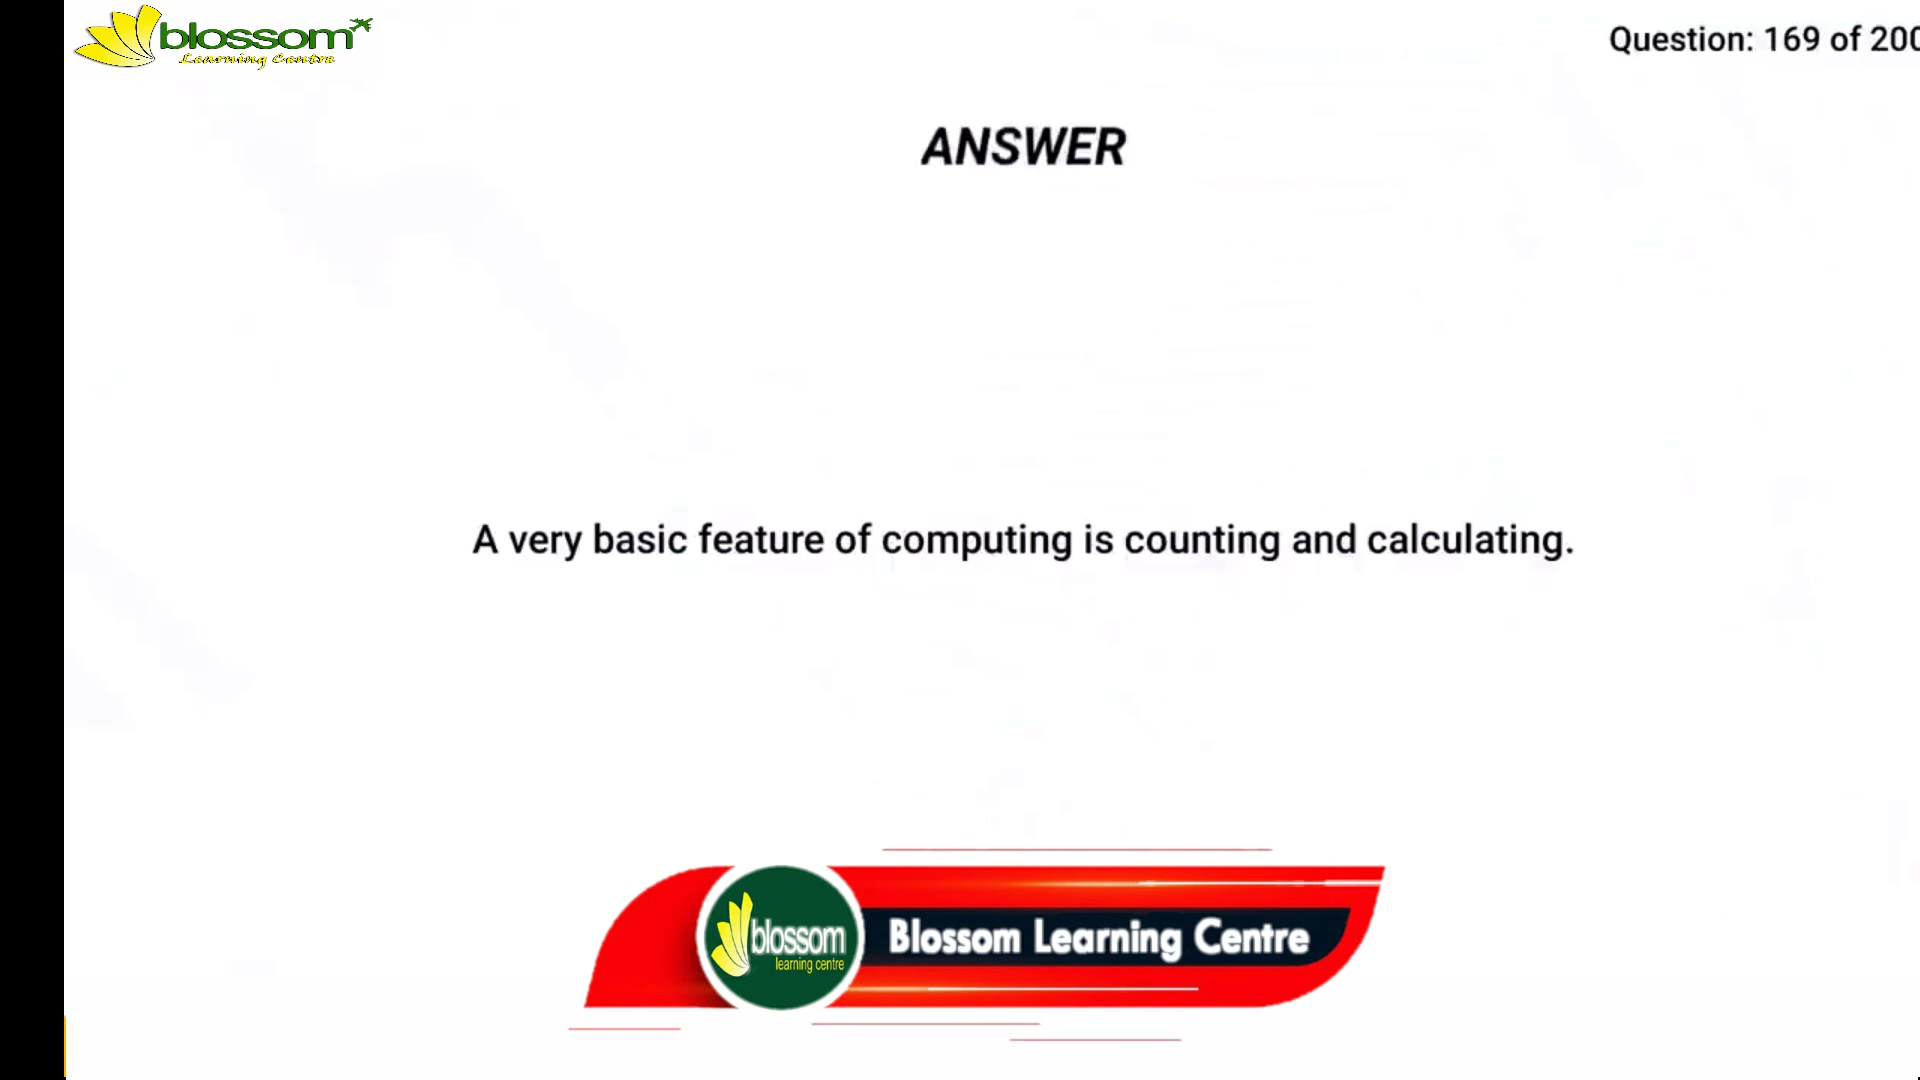 blossom
Learning Centre
Question: 169 of 200
ANSWER
A very basic feature of computing is counting and calculating.
blossom
learning centre
Blossom Learning Centre